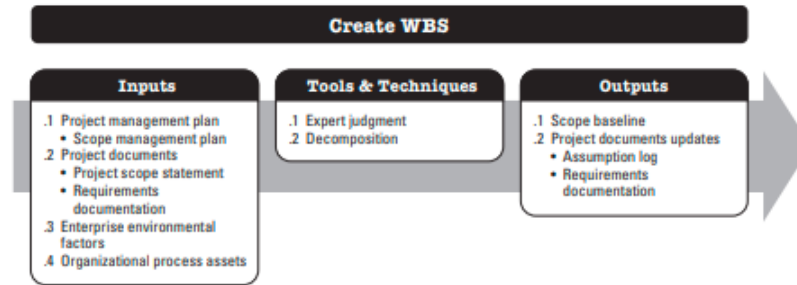 Create WBS
Inputs
.1 Project management plan
• Scope management plan
.2 Project documents
• Project scope statement
• Requirements
documentation
.3 Enterprise environmental
factors
.4 Organizational process assets
Tools & Techniques
.1 Expert judgment
.2 Decomposition
Outputs
.1 Scope baseline
.2 Project documents updates
• Assumption log
• Requirements
documentation